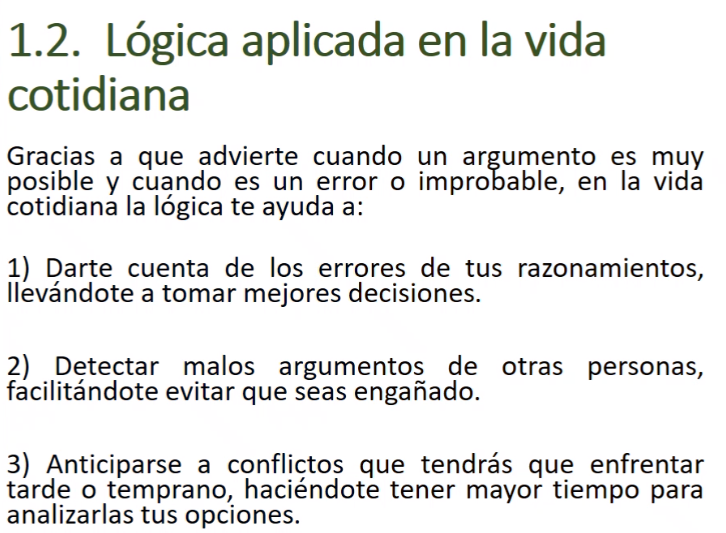 1.2. Lógica aplicada en la vida
cotidiana
Gracias a que advierte cuando un argumento es muy
posible y cuando es un error o improbable, en la vida
cotidiana la lógica te ayuda a:
1) Darte cuenta de los errores de tus razonamientos,
llevándote a tomar mejores decisiones.
2) Detectar malos argumentos de otras personas,
facilitándote evitar que seas engañado.
3) Anticiparse a conflictos que tendrás que enfrentar
tarde o temprano, haciéndote tener mayor tiempo para
analizarlas tus opciones.